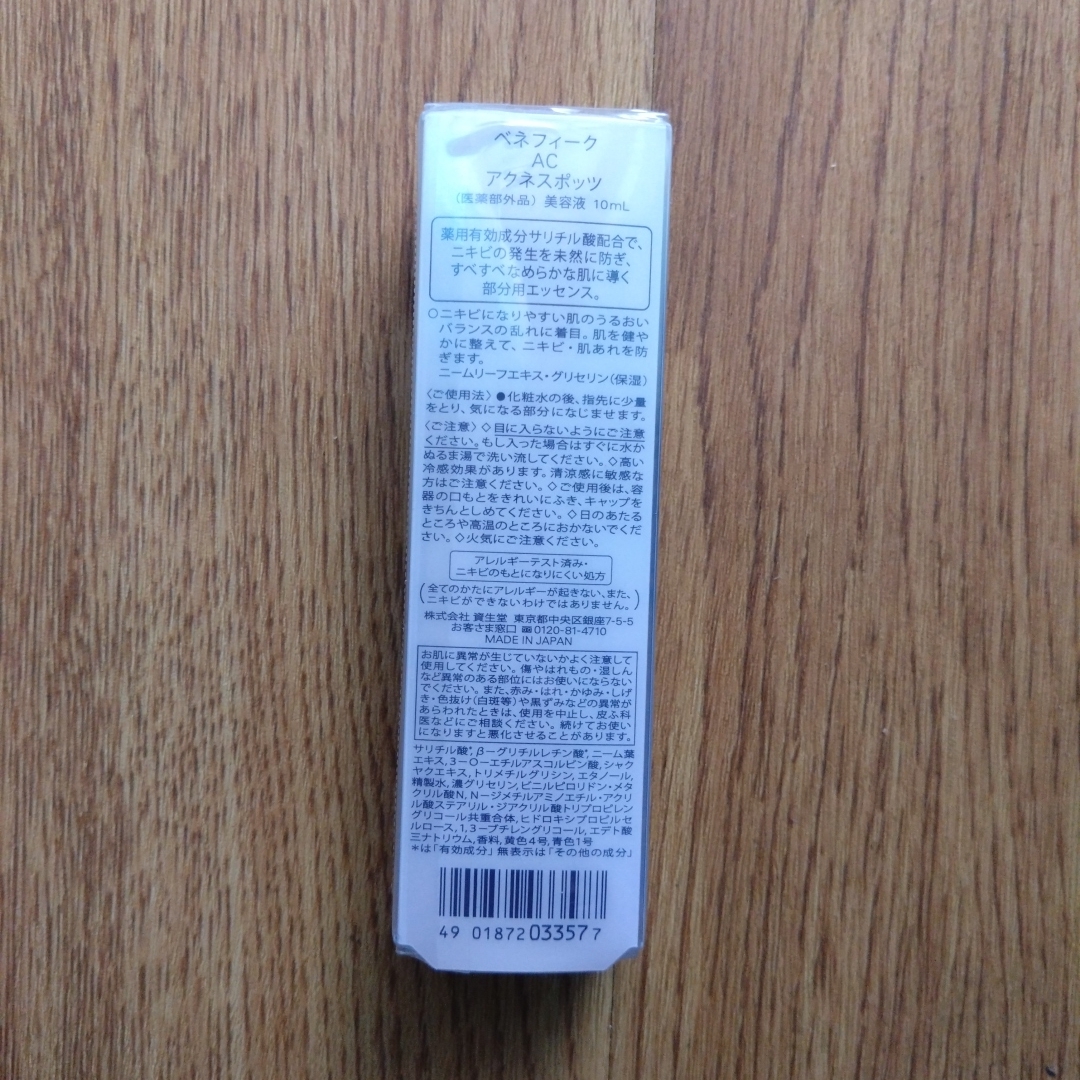 ベネフィーク
AC
アクネスポッツ
（医薬部外品）美容液 10mL
薬用有効成分サリチル酸配合で、
ニキビの発生を未然に防ぎ、
すべすべなめらかな肌に導く
部分用エッセンス。
○ニキビになりやすい肌のうるおい
バランスの乱れに着目。肌を健や
かに整えて、ニキビ・肌あれを防
ぎます。
ニームリーフエキス・グリセリン（保湿）
〈ご使用法〉●化粧水の後、指先に少量
をとり、気になる部分になじませます。
〈ご注意〉◇目に入らないようにご注意
ください。もし入った場合はすぐに水か
ぬるま湯で洗い流してください。◇高い
冷感効果があります。清涼感に敏感な
方はご注意ください。◇ご使用後は、容
器の口もとをきれいにふき、キャップを
きちんとしめてください。◇日のあたる
ところや高温のところにおかないでくだ
さい。◇火気にご注意ください。
アレルギーテスト済み・
ニキビのもとになりにくい処方
（全てのかたにアレルギーが起きない、また、
ニキビができないわけではありません。）
株式会社 資生堂 東京都中央区銀座7-5-5
お客さま窓口 0120-81-4710
MADE IN JAPAN
お肌に異常が生じていないかよく注意して
使用してください。傷やはれもの・湿しん
など異常のある部位にはお使いにならない
でください。また、赤み・はれ・かゆみ・しげ
き・色抜け（白斑等）や黒ずみなどの異常が
あらわれたときは、使用を中止し、皮ふ科
医などにご相談ください。続けてお使い
になりますと悪化させることがあります。
サリチル酸*,β－グリチルレチン酸*,ニーム葉
エキス,3－O－エチルアスコルビン酸,シャク
ヤクエキス,トリメチルグリシン,エタノール,
精製水,濃グリセリン,ビニルピロリドン・メタ
クリル酸N,N－ジメチルアミノエチル・アクリ
ル酸ステアリル・ジアクリル酸トリプロピレン
グリコール共重合体,ヒドロキシプロピルセ
ルロース,1,3－ブチレングリコール,エデト酸
三ナトリウム,香料,黄色4号,青色1号
＊は「有効成分」無表示は「その他の成分」
49 01872 03357 7